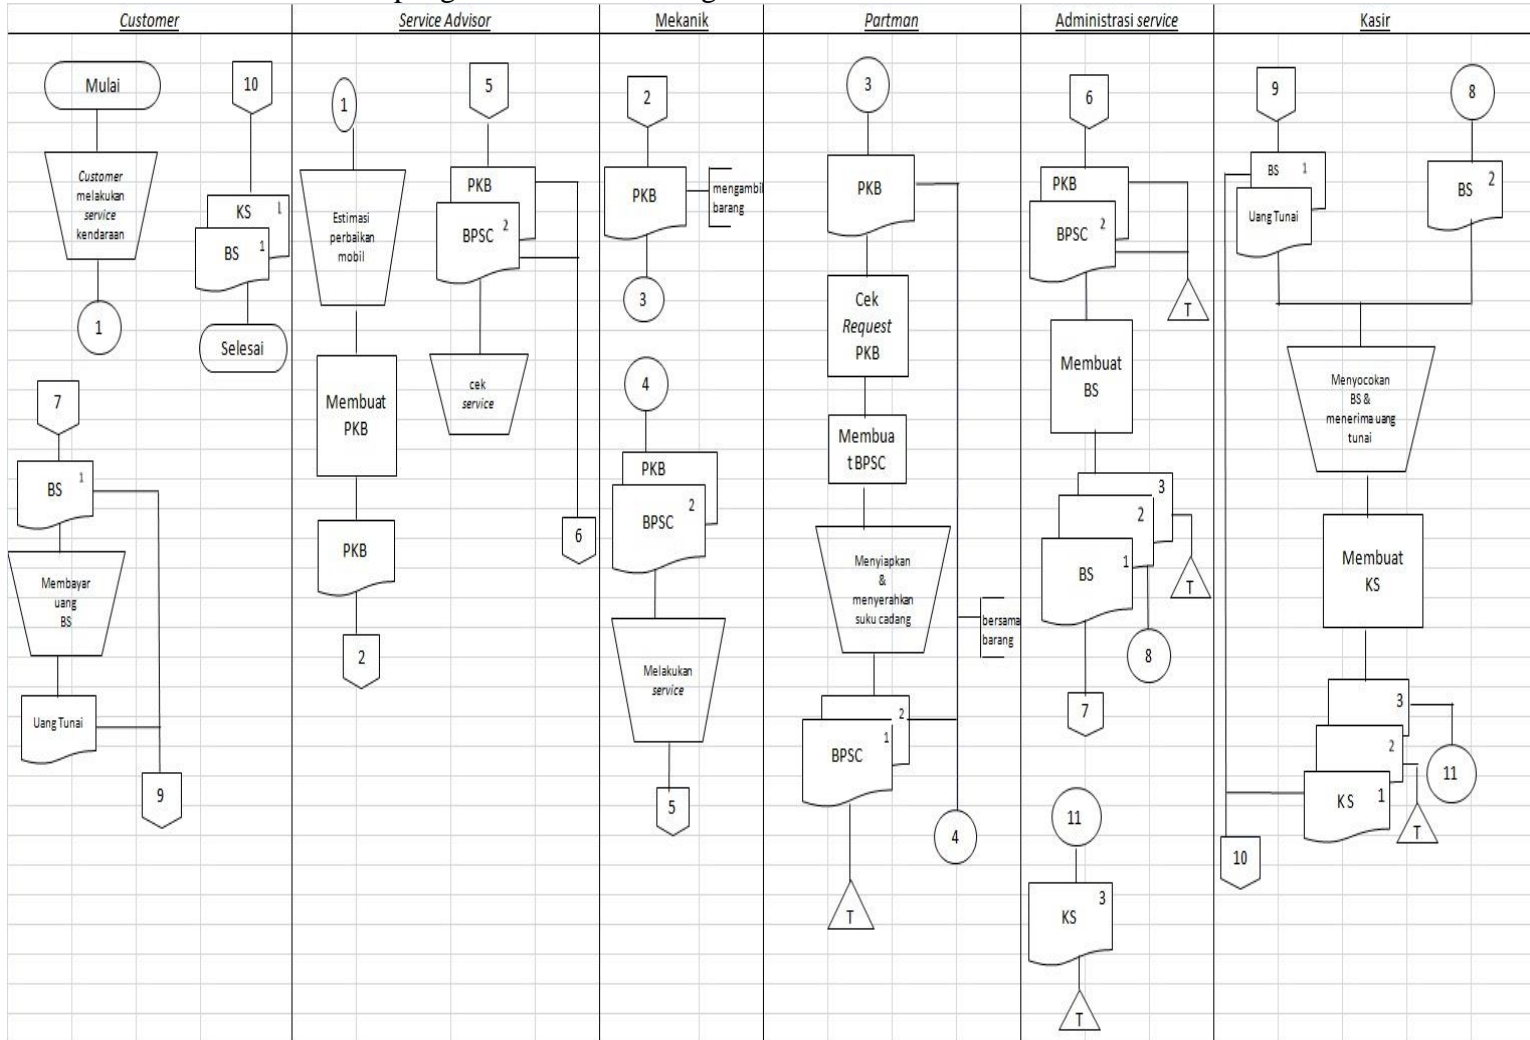 Customer
Service Advisor
Mekanik
Partman
Administrasi service
Kasir
Mulai
Customer
melakukan
service
kendaraan
1
10
KS 1
BS 1
Selesai
7
BS 1
Membayar
uang
BS
Uang Tunai
9
1
Estimasi
perbaikan
mobil
Membuat
PKB
PKB
2
5
PKB
BPSC 2
cek
service
6
2
PKB
mengambil
barang
3
4
PKB
BPSC 2
Melakukan
service
5
3
PKB
Cek
Request
PKB
Membua
t BPSC
Menyiapkan
&
menyerahkan
suku cadang
bersama
barang
2
BPSC 1
T
4
6
PKB
BPSC 2
T
Membuat
BS
3
2
BS 1
T
8
7
11
KS 3
T
9
BS 1
Uang Tunai
8
BS 2
Menyocokan
BS &
menerima uang
tunai
Membuat
KS
3
2
KS 1
T
11
10